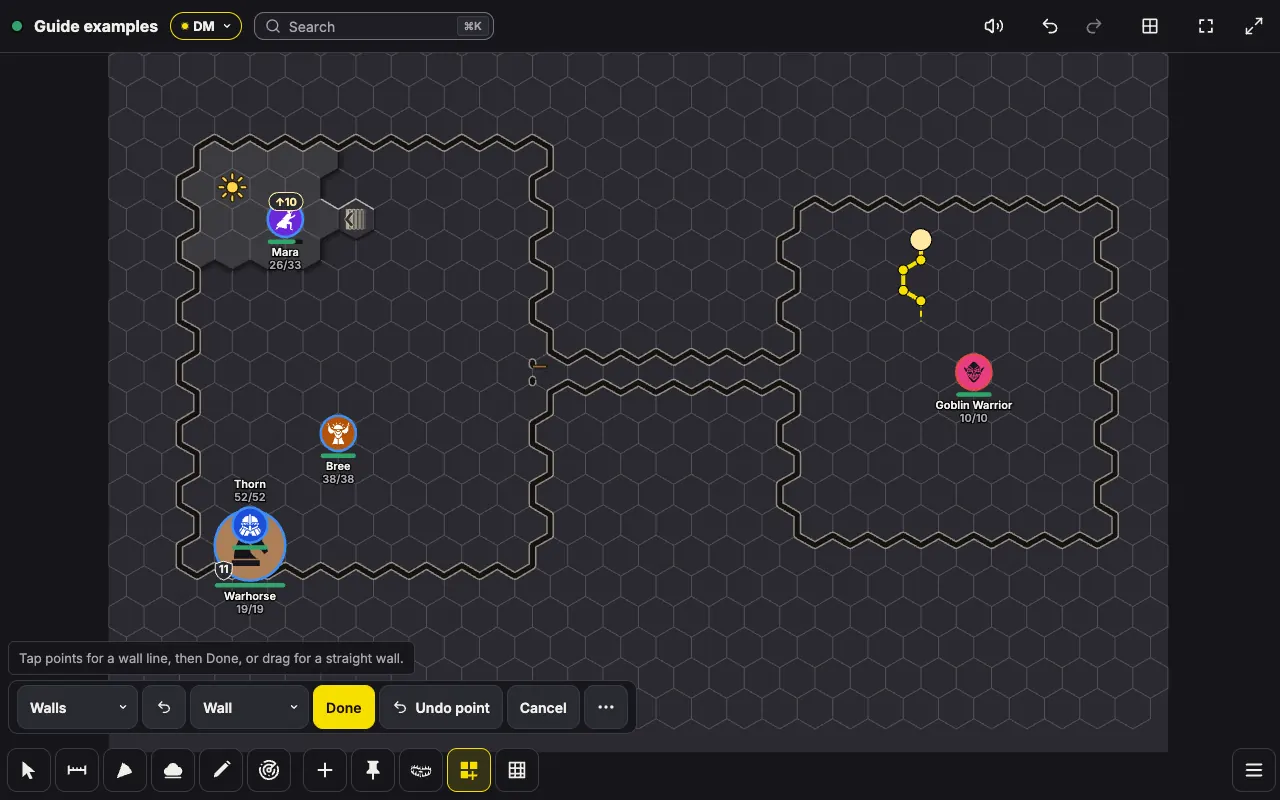 Guide examples
DM
Search
⌘K
↑10
Mara
26/33
Goblin Warrior
10/10
Bree
38/38
Thorn
52/52
11
Warhorse
19/19
Tap points for a wall line, then Done, or drag for a straight wall.
Walls
Wall
Done
Undo point
Cancel